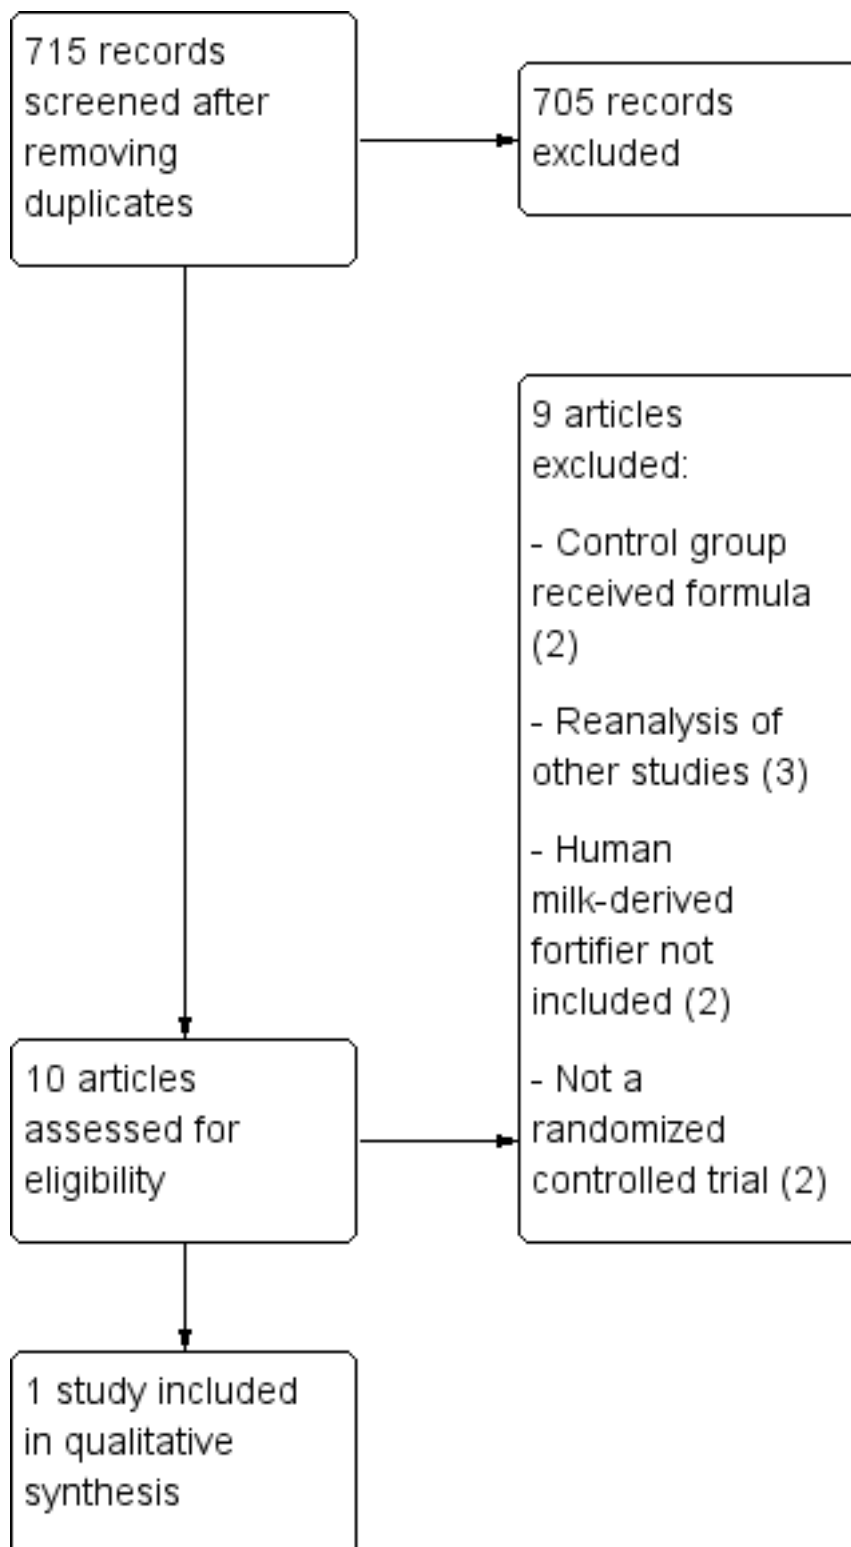 715 records
screened after
removing
duplicates
705 records
excluded
9 articles
excluded:
- Control group
received formula
(2)
- Reanalysis of
other studies (3)
- Human
milk-derived
fortifier not
included (2)
- Not a
randomized
controlled trial (2)
10 articles
assessed for
eligibility
1 study included
in qualitative
synthesis